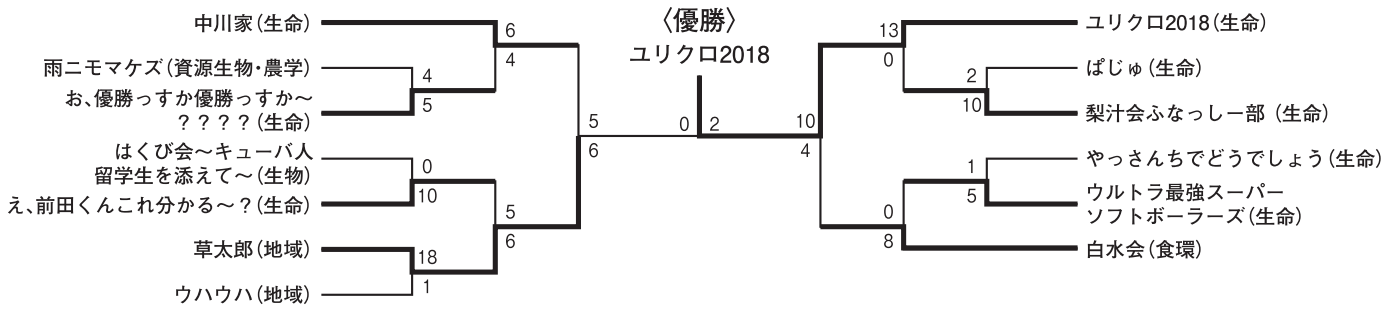 〈優勝〉
ユリクロ2018
中川家（生命）
雨ニモマケズ（資源生物・農学）
お、優勝っすか優勝っすか～
？？？？（生命）
はくび会～キューバ人
留学生を添えて～（生物）
え、前田くんこれ分かる～？（生命）
草太郎（地域）
ウハウハ（地域）
6
4
4
5
0
10
5
6
18
1
5
6
0
2
10
4
13
0
2
10
1
5
0
8
ユリクロ2018（生命）
ぱじゅ（生命）
梨汁会ふなっしー部（生命）
やっさんちでどうでしょう（生命）
ウルトラ最強スーパー
ソフトボーラーズ（生命）
白水会（食環）